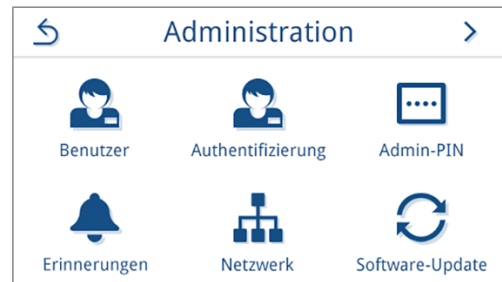 Administration
Benutzer
Authentifizierung
Admin-PIN
Erinnerungen
Netzwerk
Software-Update